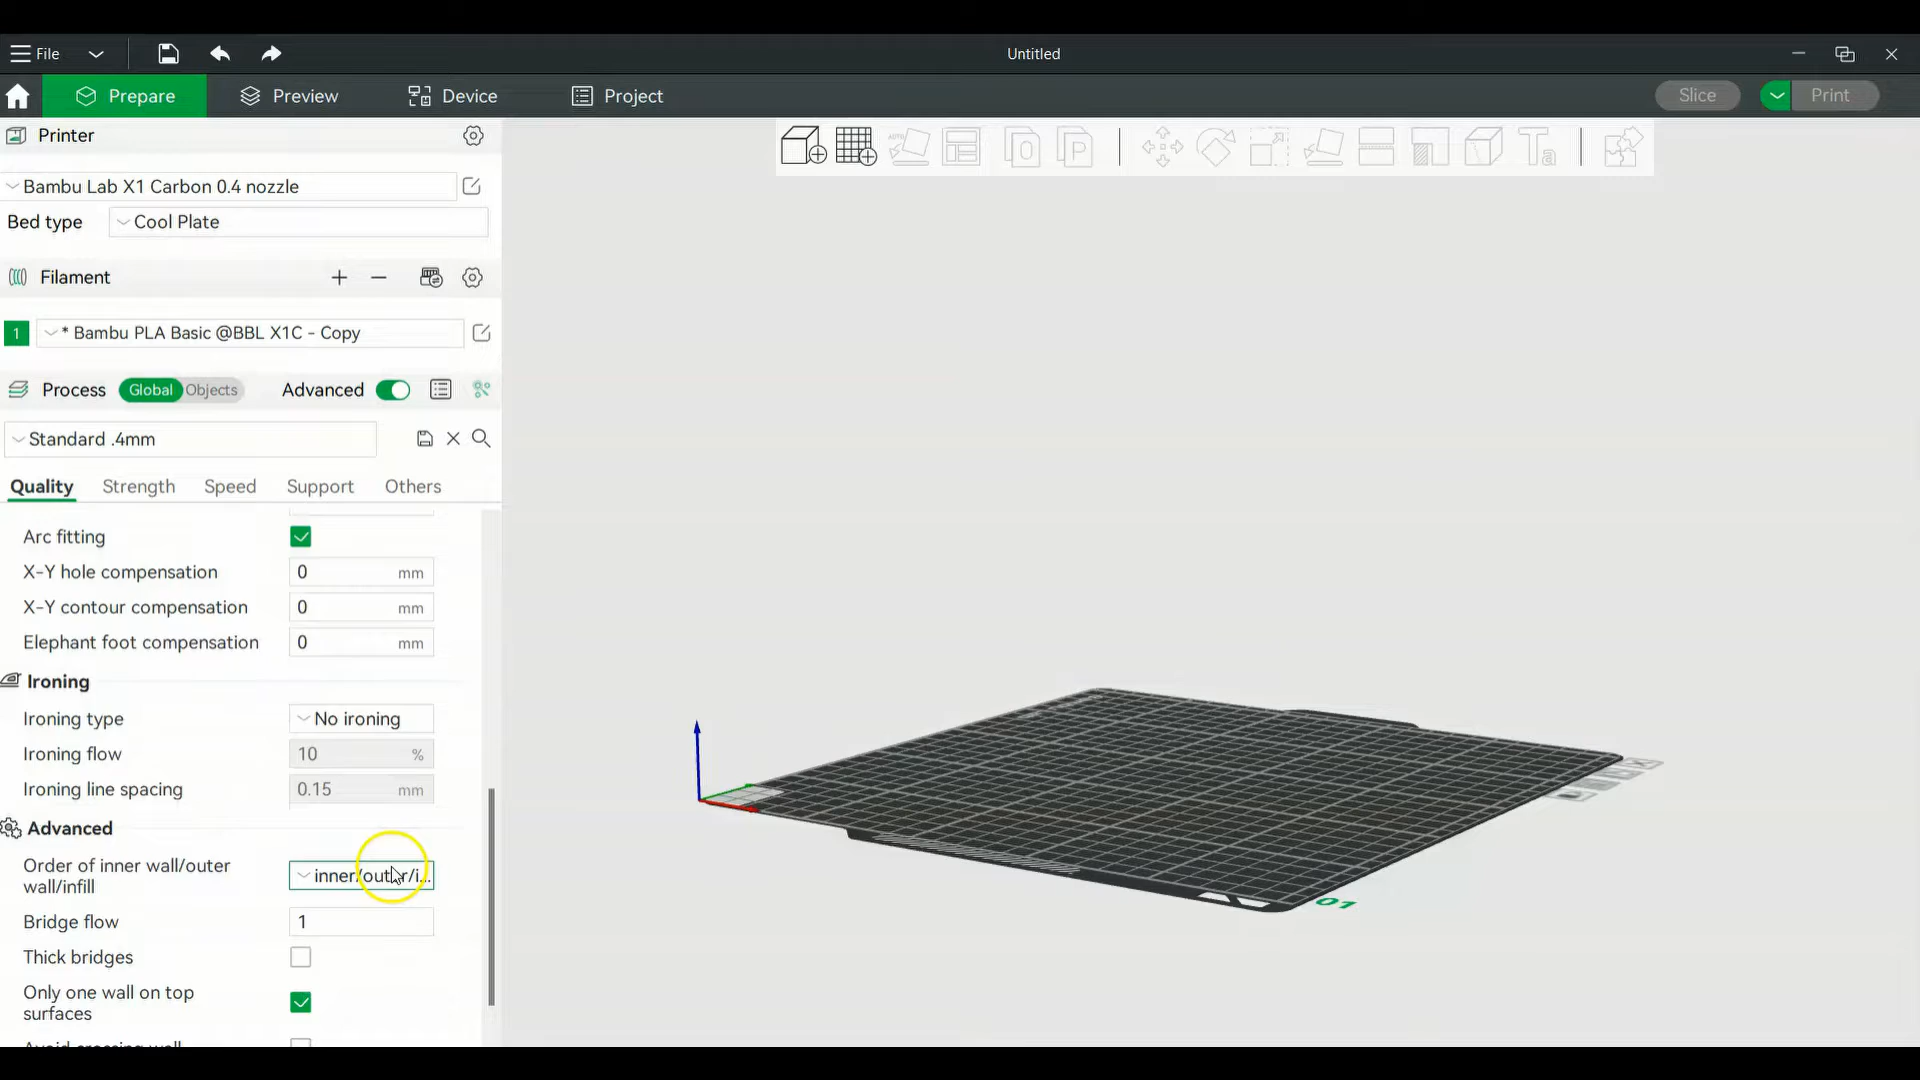 File
Untitled
Prepare
Preview
Device
Project
Slice
Print
Printer
Bambu Lab X1 Carbon 0.4 nozzle
Bed type
Cool Plate
Filament
1
* Bambu PLA Basic @BBL X1C - Copy
Process
Global
Objects
Advanced
Standard .4mm
Quality
Strength
Speed
Support
Others
Arc fitting
X-Y hole compensation
0 mm
X-Y contour compensation
0 mm
Elephant foot compensation
0 mm
Ironing
Ironing type
No ironing
Ironing flow
10 %
Ironing line spacing
0.15 mm
Advanced
Order of inner wall/outer
wall/infill
inner/outer/i...
Bridge flow
1
Thick bridges
Only one wall on top
surfaces
01